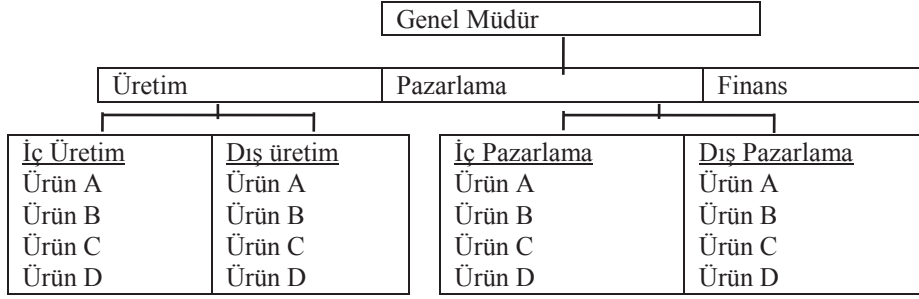 Genel Müdür
Üretim Pazarlama Finans
İç Üretim Dış üretim İç Pazarlama Dış Pazarlama
Ürün A Ürün A Ürün A Ürün A
Ürün B Ürün B Ürün B Ürün B
Ürün C Ürün C Ürün C Ürün C
Ürün D Ürün D Ürün D Ürün D